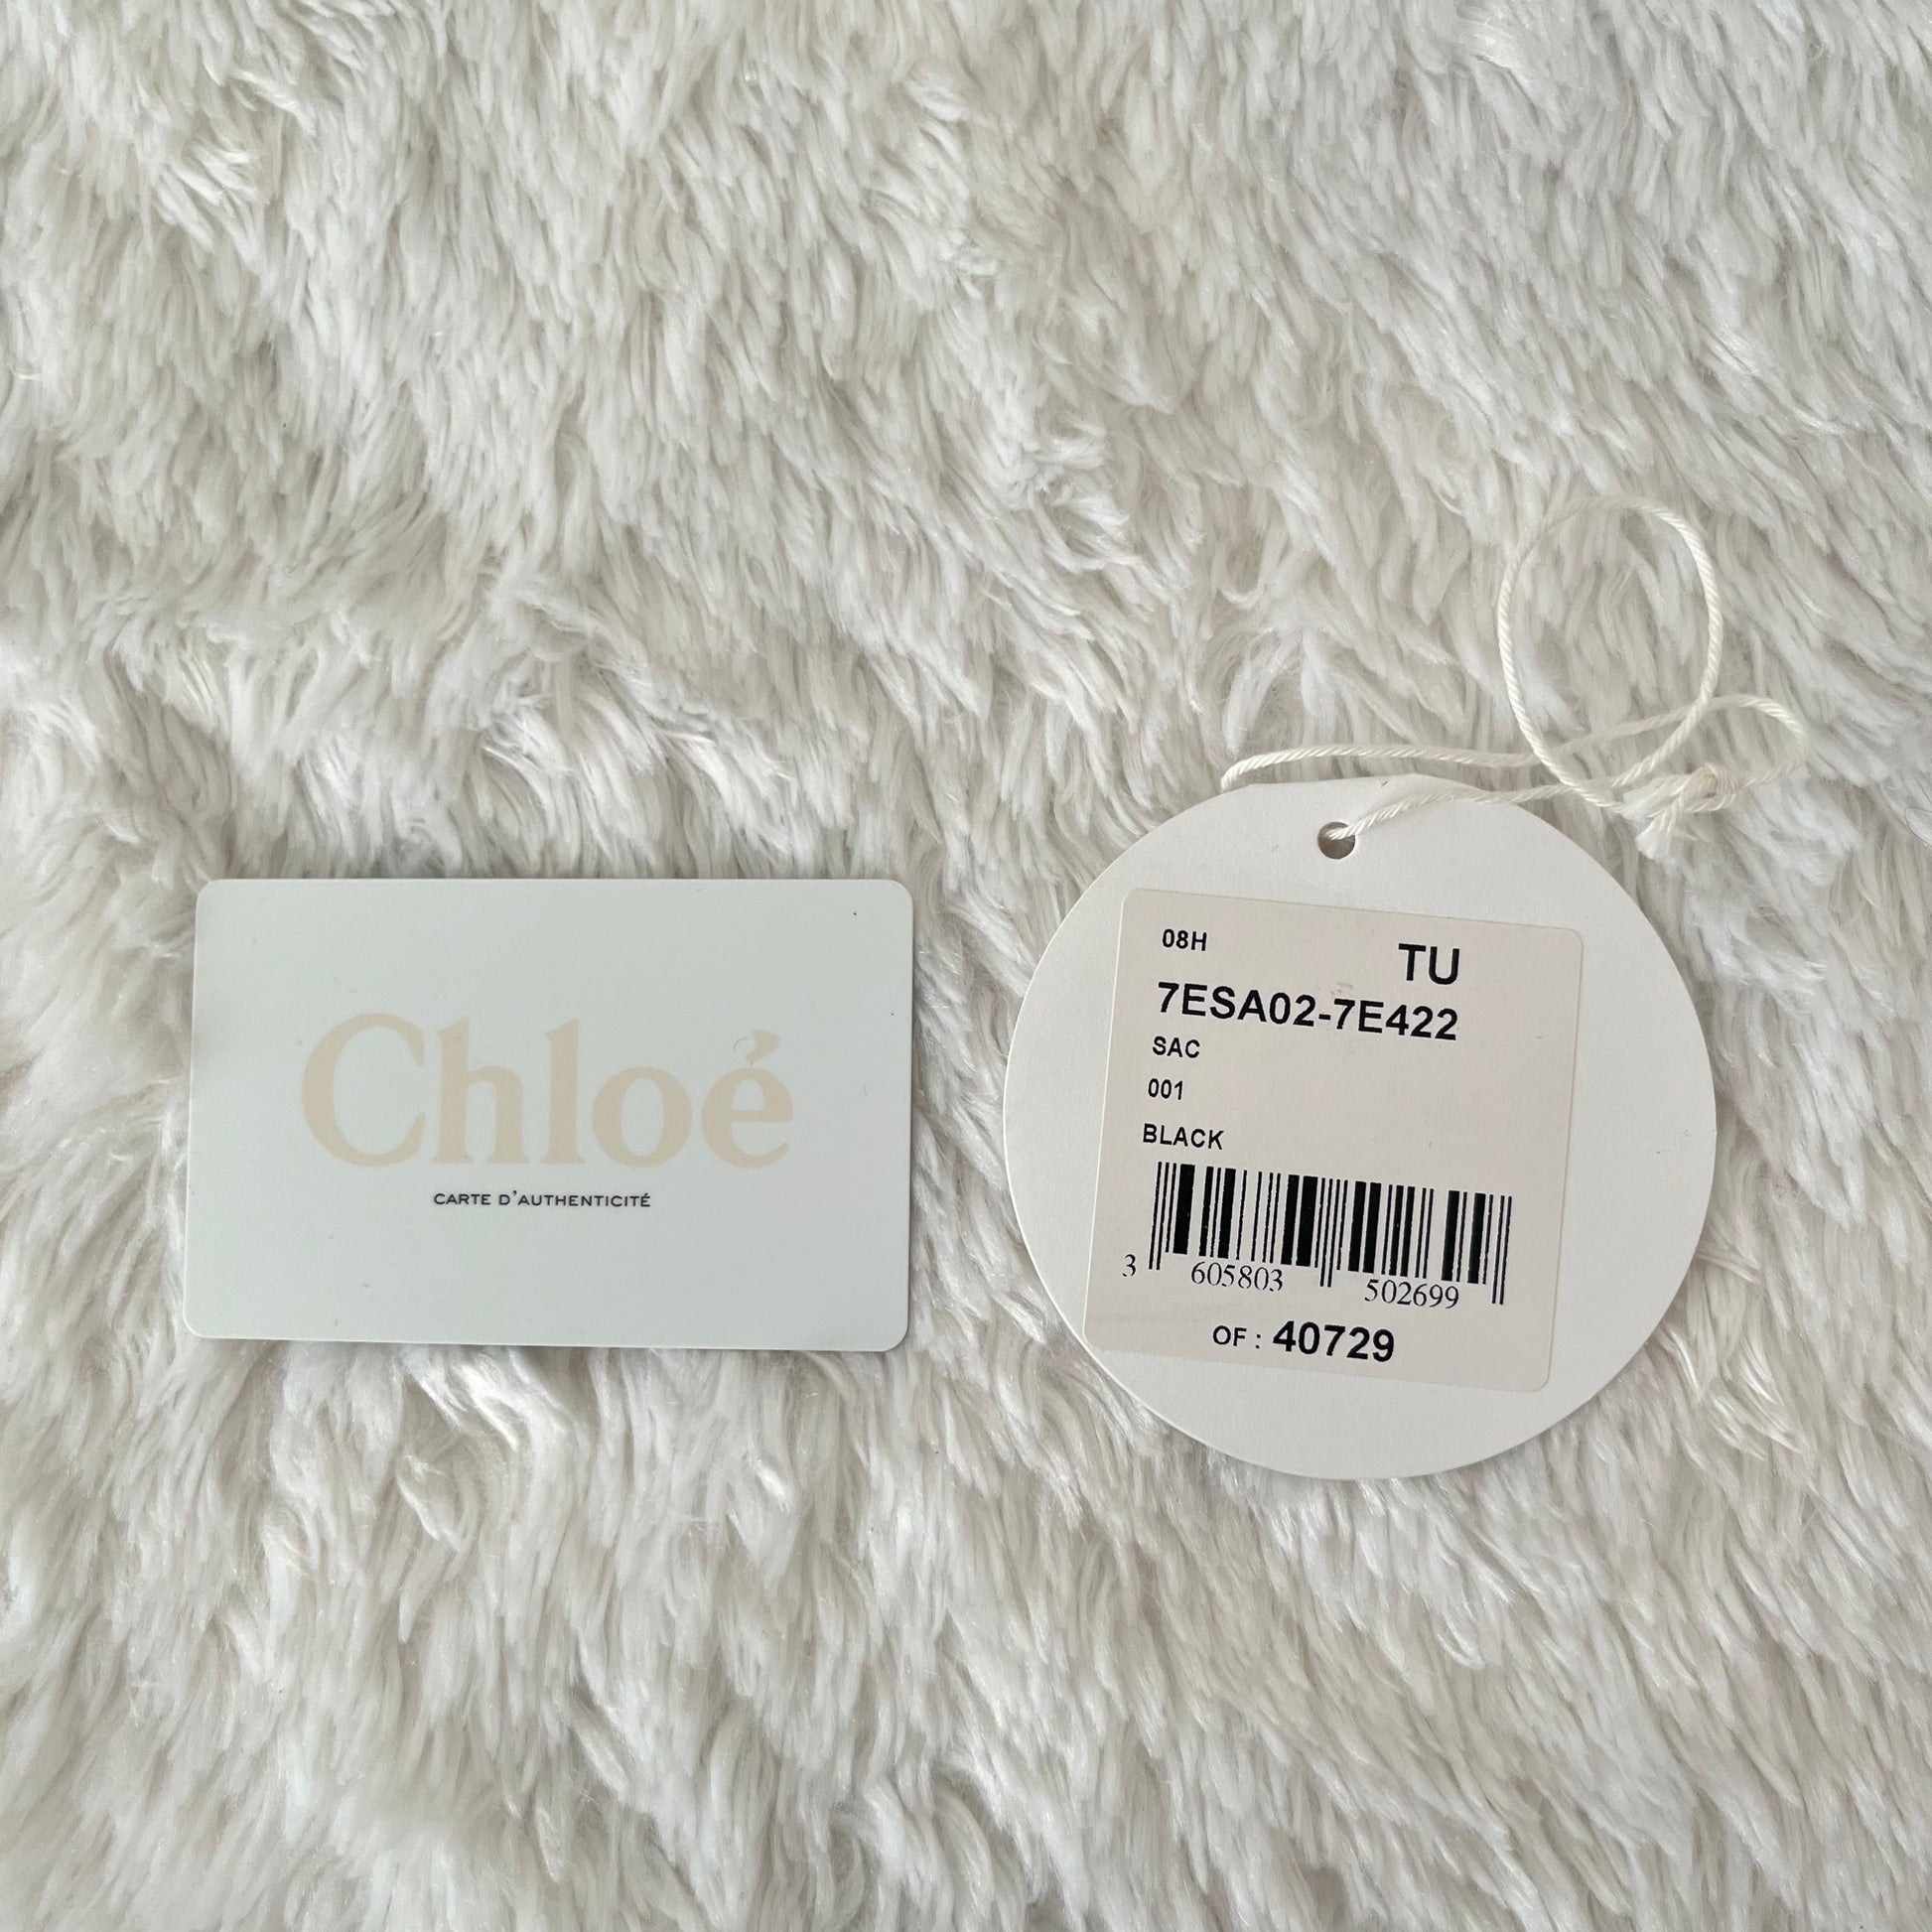 Chloé
CARTE D'AUTHENTICITÉ
08H TU
7ESA02-7E422
SAC
001
BLACK
3 605803 502699
OF : 40729